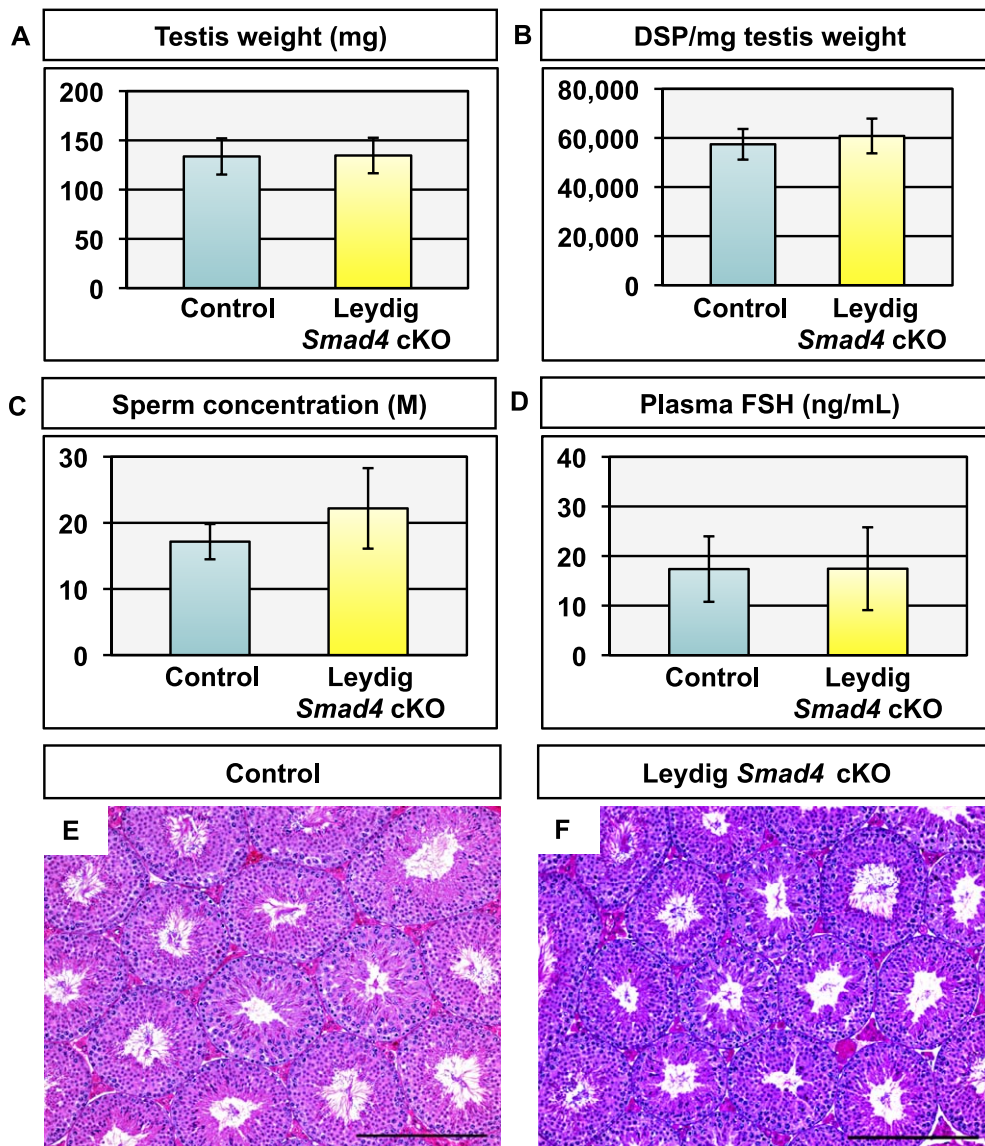 A
Testis weight (mg)
200
150
100
50
0
Control
Leydig
Smad4 cKO
B
DSP/mg testis weight
80,000
60,000
40,000
20,000
0
Control
Leydig
Smad4 cKO
C
Sperm concentration (M)
30
20
10
0
Control
Leydig
Smad4 cKO
D
Plasma FSH (ng/mL)
40
30
20
10
0
Control
Leydig
Smad4 cKO
Control
E
Leydig Smad4 cKO
F